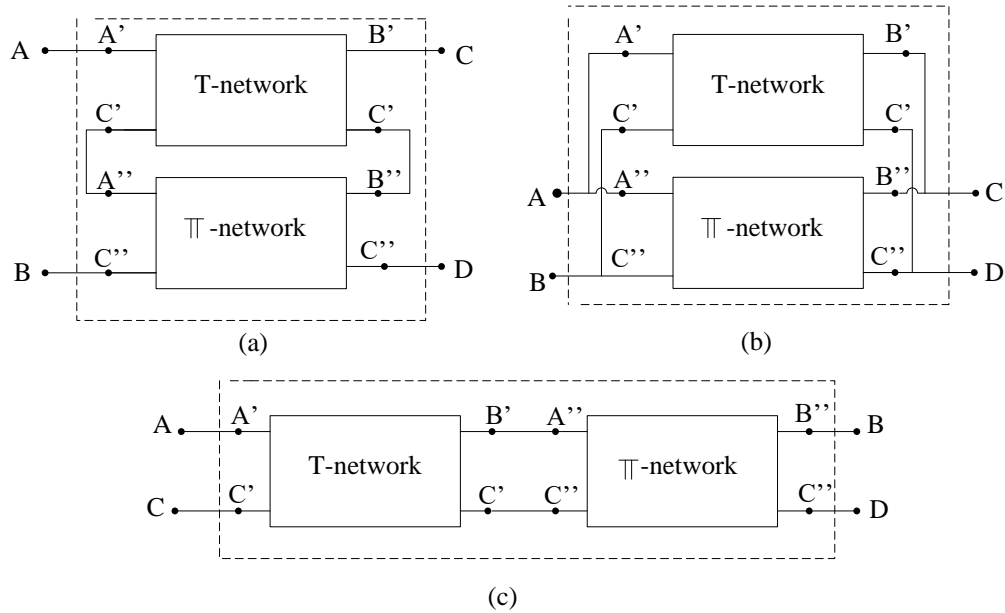 A A' B' C
T-network
C' C'
A'' B''
𝕋-network
B C'' C'' D
(a)
A' B'
T-network
C' C'
A A'' B'' C
𝕋-network
B C'' C'' D
(b)
A A' B' A'' B'' B
T-network 𝕋-network
C C' C' C'' C'' D
(c)